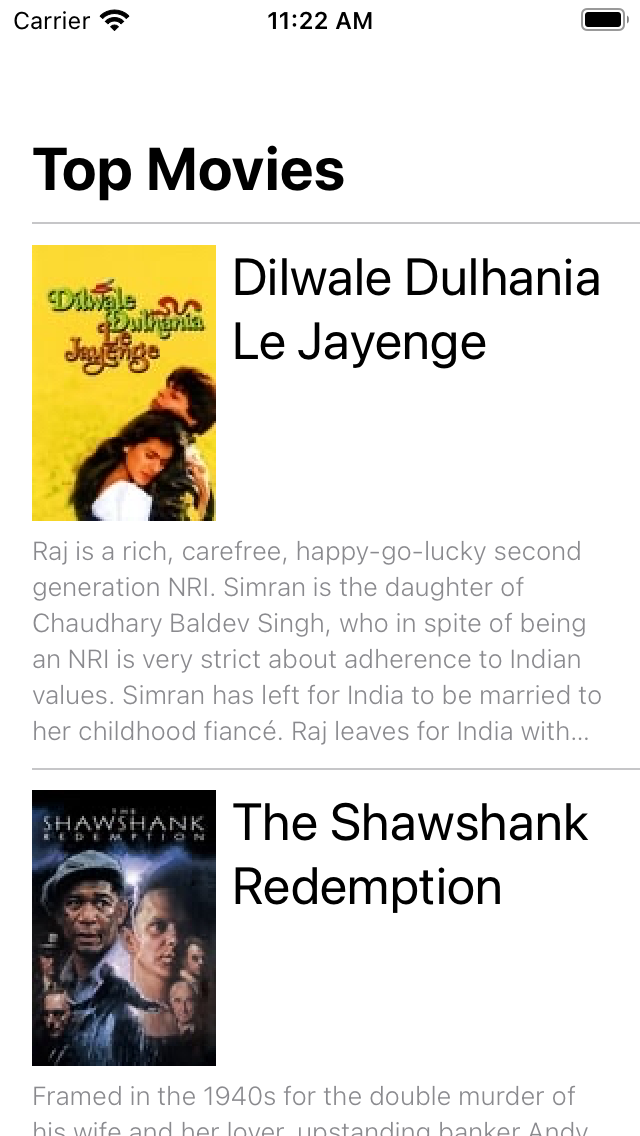 Carrier
11:22 AM
Top Movies
Dilwale
Dulhania
Le
Jayenge
Dilwale Dulhania
Le Jayenge
Raj is a rich, carefree, happy-go-lucky second
generation NRI. Simran is the daughter of
Chaudhary Baldev Singh, who in spite of being
an NRI is very strict about adherence to Indian
values. Simran has left for India to be married to
her childhood fiancé. Raj leaves for India with...
THE
SHAWSHANK
REDEMPTION
The Shawshank
Redemption
Framed in the 1940s for the double murder of
his wife and her lover, upstanding banker Andy